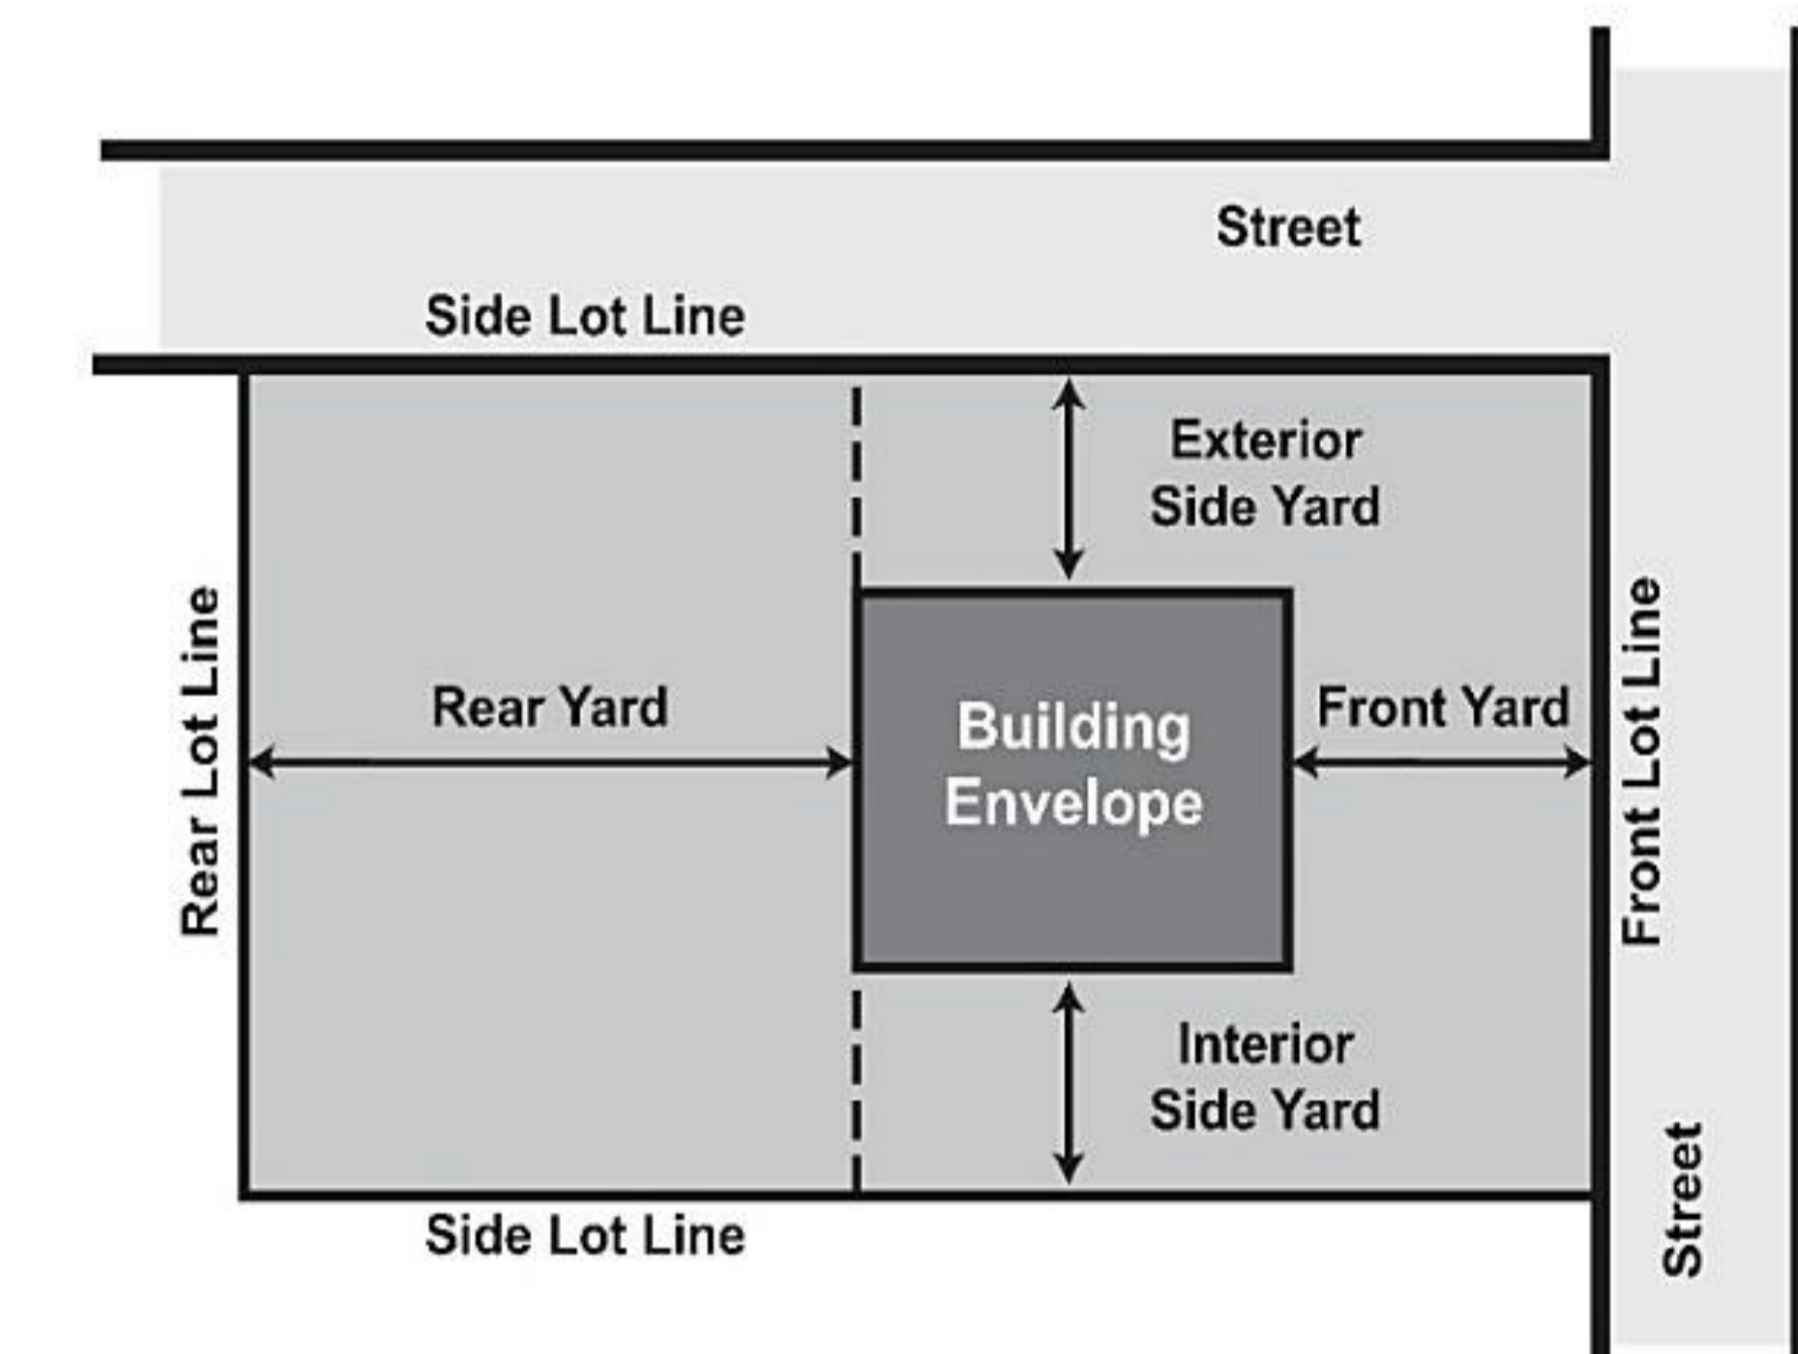 Street
Side Lot Line
Exterior
Side Yard
Rear Lot Line
Rear Yard
Building
Envelope
Front Yard
Front Lot Line
Interior
Side Yard
Street
Side Lot Line